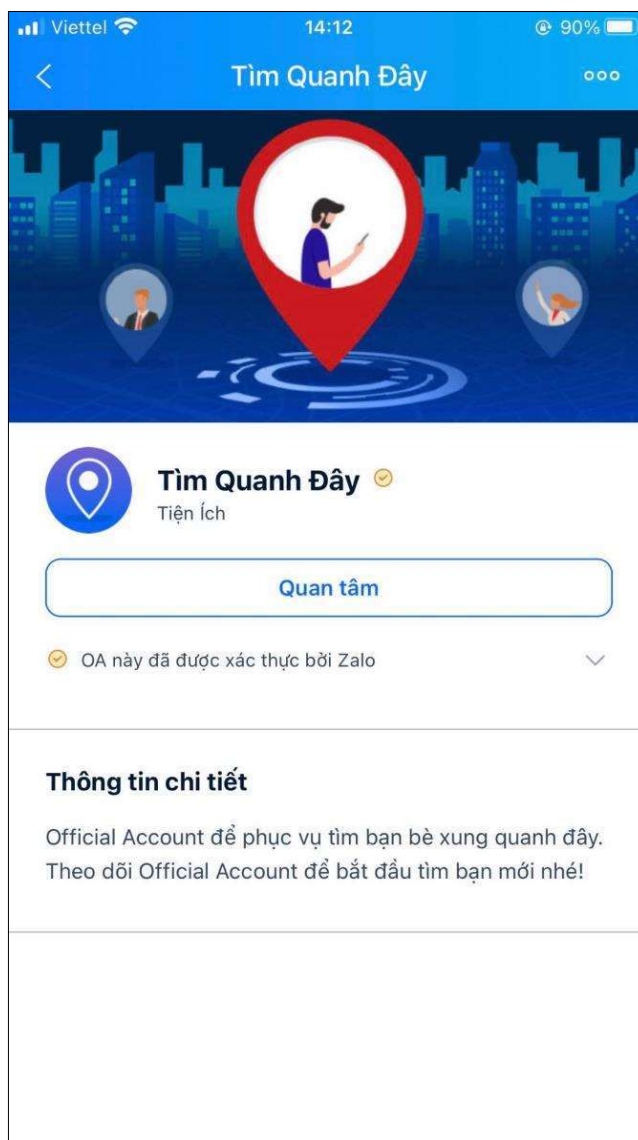 Viettel 14:12 90%
Tìm Quanh Đây
Tìm Quanh Đây
Tiện Ích
Quan tâm
OA này đã được xác thực bởi Zalo
Thông tin chi tiết
Official Account để phục vụ tìm bạn bè xung quanh đây.
Theo dõi Official Account để bắt đầu tìm bạn mới nhé!